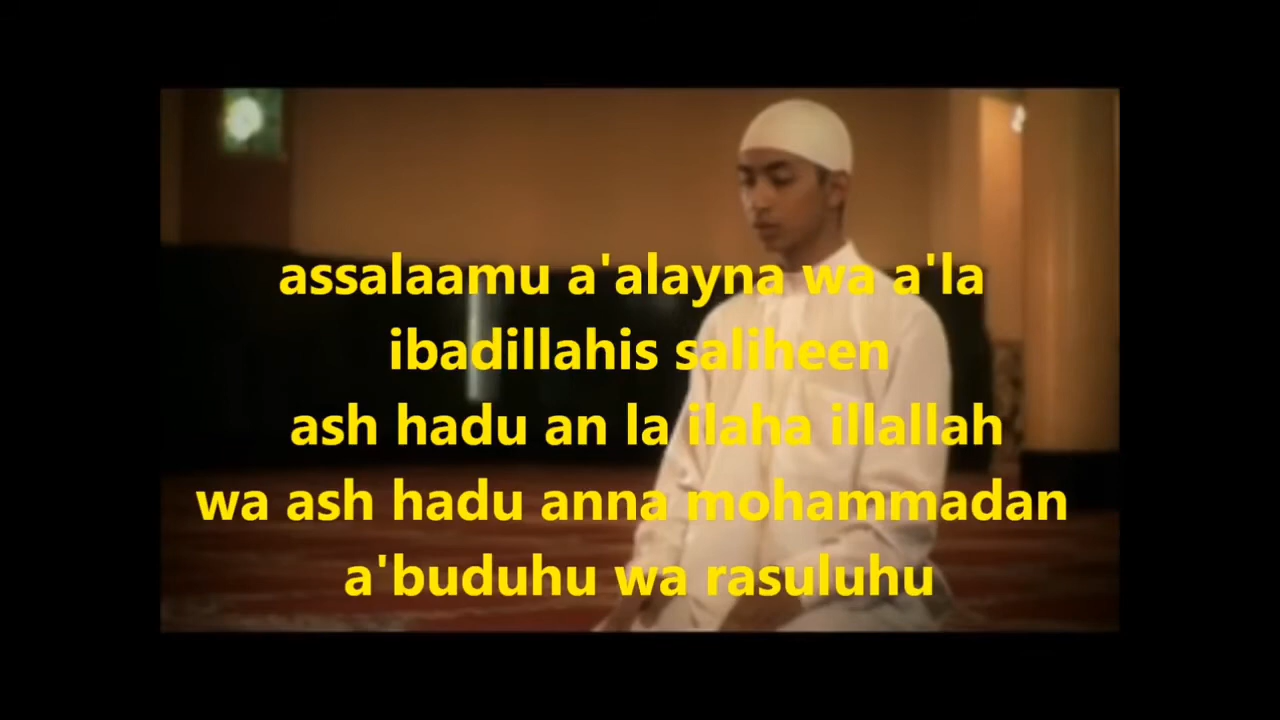 assalaamu a'alayna wa a'la
ibadillahis saliheen
ash hadu an la ilaha illallah
wa ash hadu anna mohammadan
a'buduhu wa rasuluhu